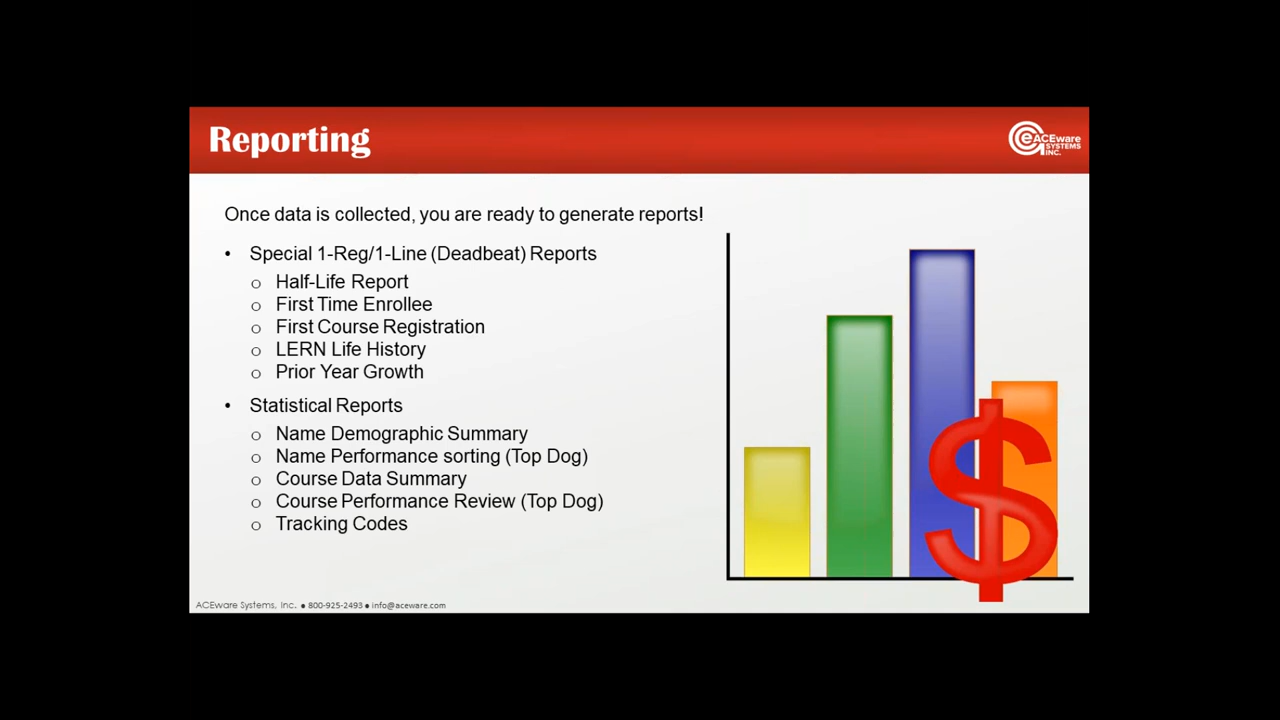 Reporting
eACEware
SYSTEMS
INC.
Once data is collected, you are ready to generate reports!
• Special 1-Reg/1-Line (Deadbeat) Reports
o Half-Life Report
o First Time Enrollee
o First Course Registration
o LERN Life History
o Prior Year Growth
• Statistical Reports
o Name Demographic Summary
o Name Performance sorting (Top Dog)
o Course Data Summary
o Course Performance Review (Top Dog)
o Tracking Codes
$
ACEware Systems, Inc. ● 800-925-2493 ● info@aceware.com